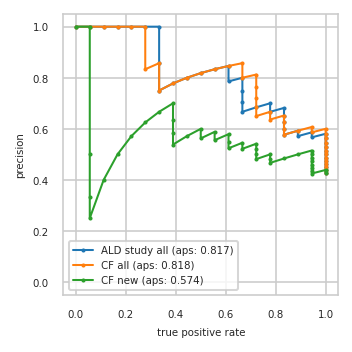 1.0
0.8
0.6
0.4
0.2
0.0
precision
ALD study all (aps: 0.817)
CF all (aps: 0.818)
CF new (aps: 0.574)
0.0 0.2 0.4 0.6 0.8 1.0
true positive rate